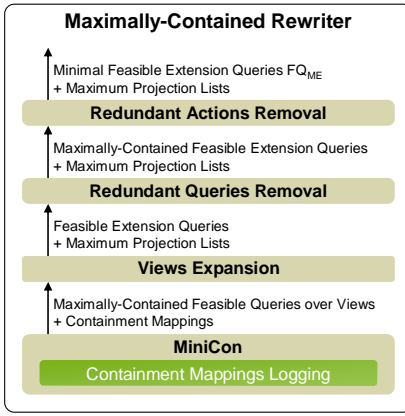 Maximally-Contained Rewriter
Minimal Feasible Extension Queries FQME
+ Maximum Projection Lists
Redundant Actions Removal
Maximally-Contained Feasible Extension Queries
+ Maximum Projection Lists
Redundant Queries Removal
Feasible Extension Queries
+ Maximum Projection Lists
Views Expansion
Maximally-Contained Feasible Queries over Views
+ Containment Mappings
MiniCon
Containment Mappings Logging